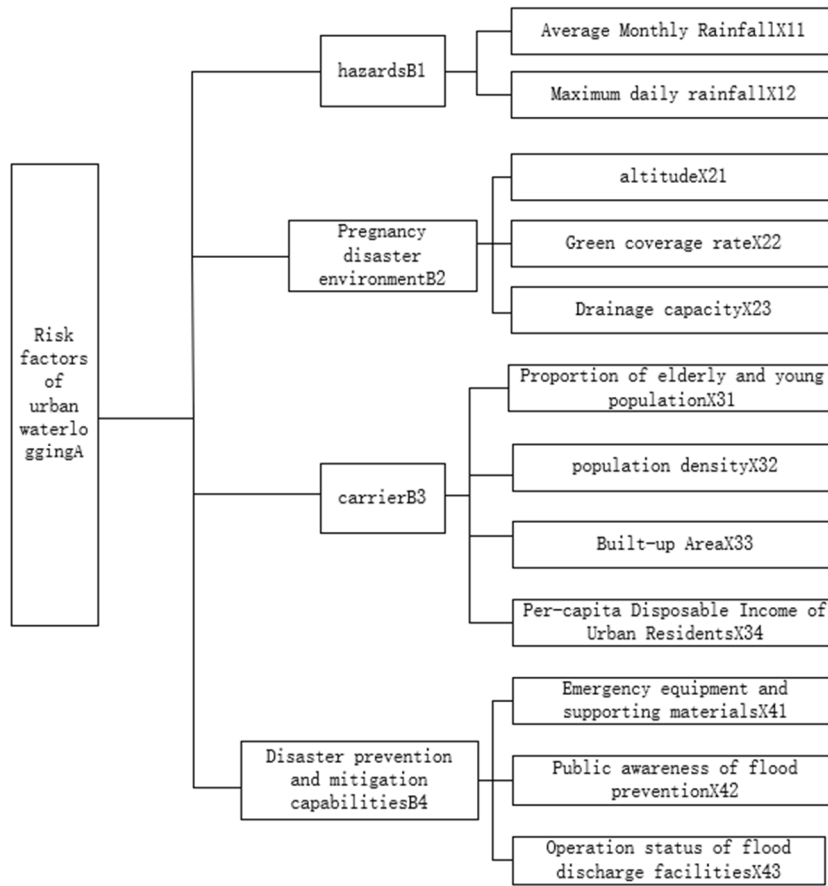 Risk
factors
of
urban
waterlo
ggingA
hazardsB1
Average Monthly RainfallX11
Maximum daily rainfallX12
Pregnancy
disaster
environmentB2
altitudeX21
Green coverage rateX22
Drainage capacityX23
carrierB3
Proportion of elderly and young
populationX31
population densityX32
Built-up AreaX33
Per-capita Disposable Income of
Urban ResidentsX34
Disaster prevention
and mitigation
capabilitiesB4
Emergency equipment and
supporting materialsX41
Public awareness of flood
preventionX42
Operation status of flood
discharge facilitiesX43